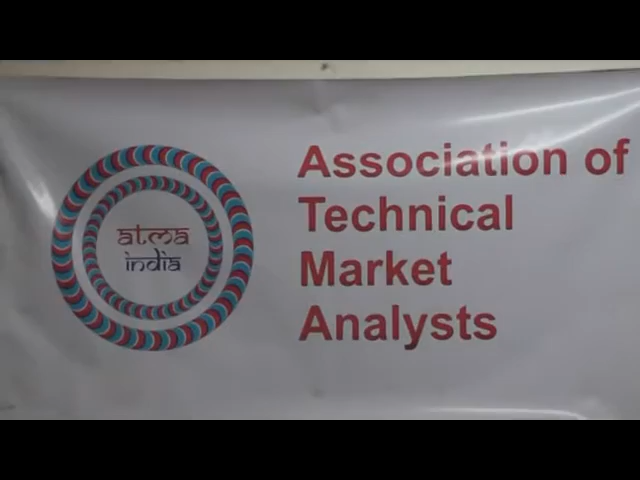 atma
india
Association of
Technical
Market
Analysts